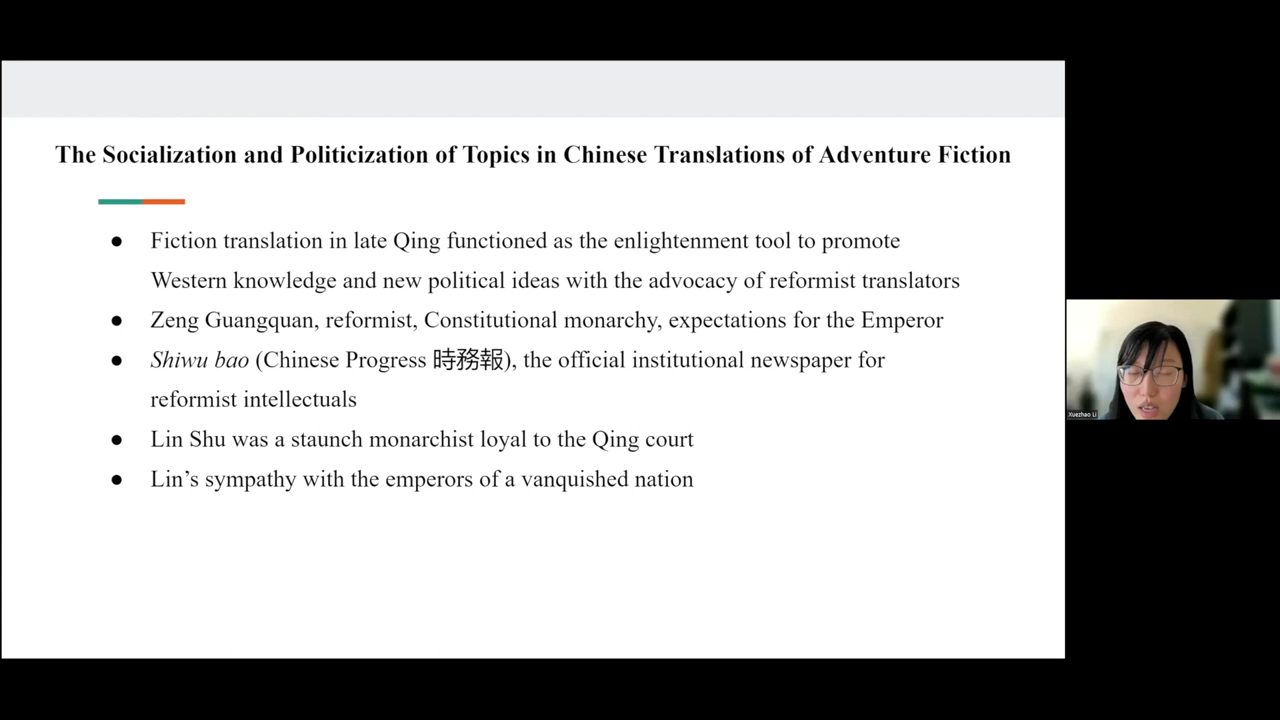 The Socialization and Politicization of Topics in Chinese Translations of Adventure Fiction
● Fiction translation in late Qing functioned as the enlightenment tool to promote
Western knowledge and new political ideas with the advocacy of reformist translators
● Zeng Guangquan, reformist, Constitutional monarchy, expectations for the Emperor
● Shiwu bao (Chinese Progress 時務報), the official institutional newspaper for
reformist intellectuals
● Lin Shu was a staunch monarchist loyal to the Qing court
● Lin’s sympathy with the emperors of a vanquished nation
Xuezhao Li